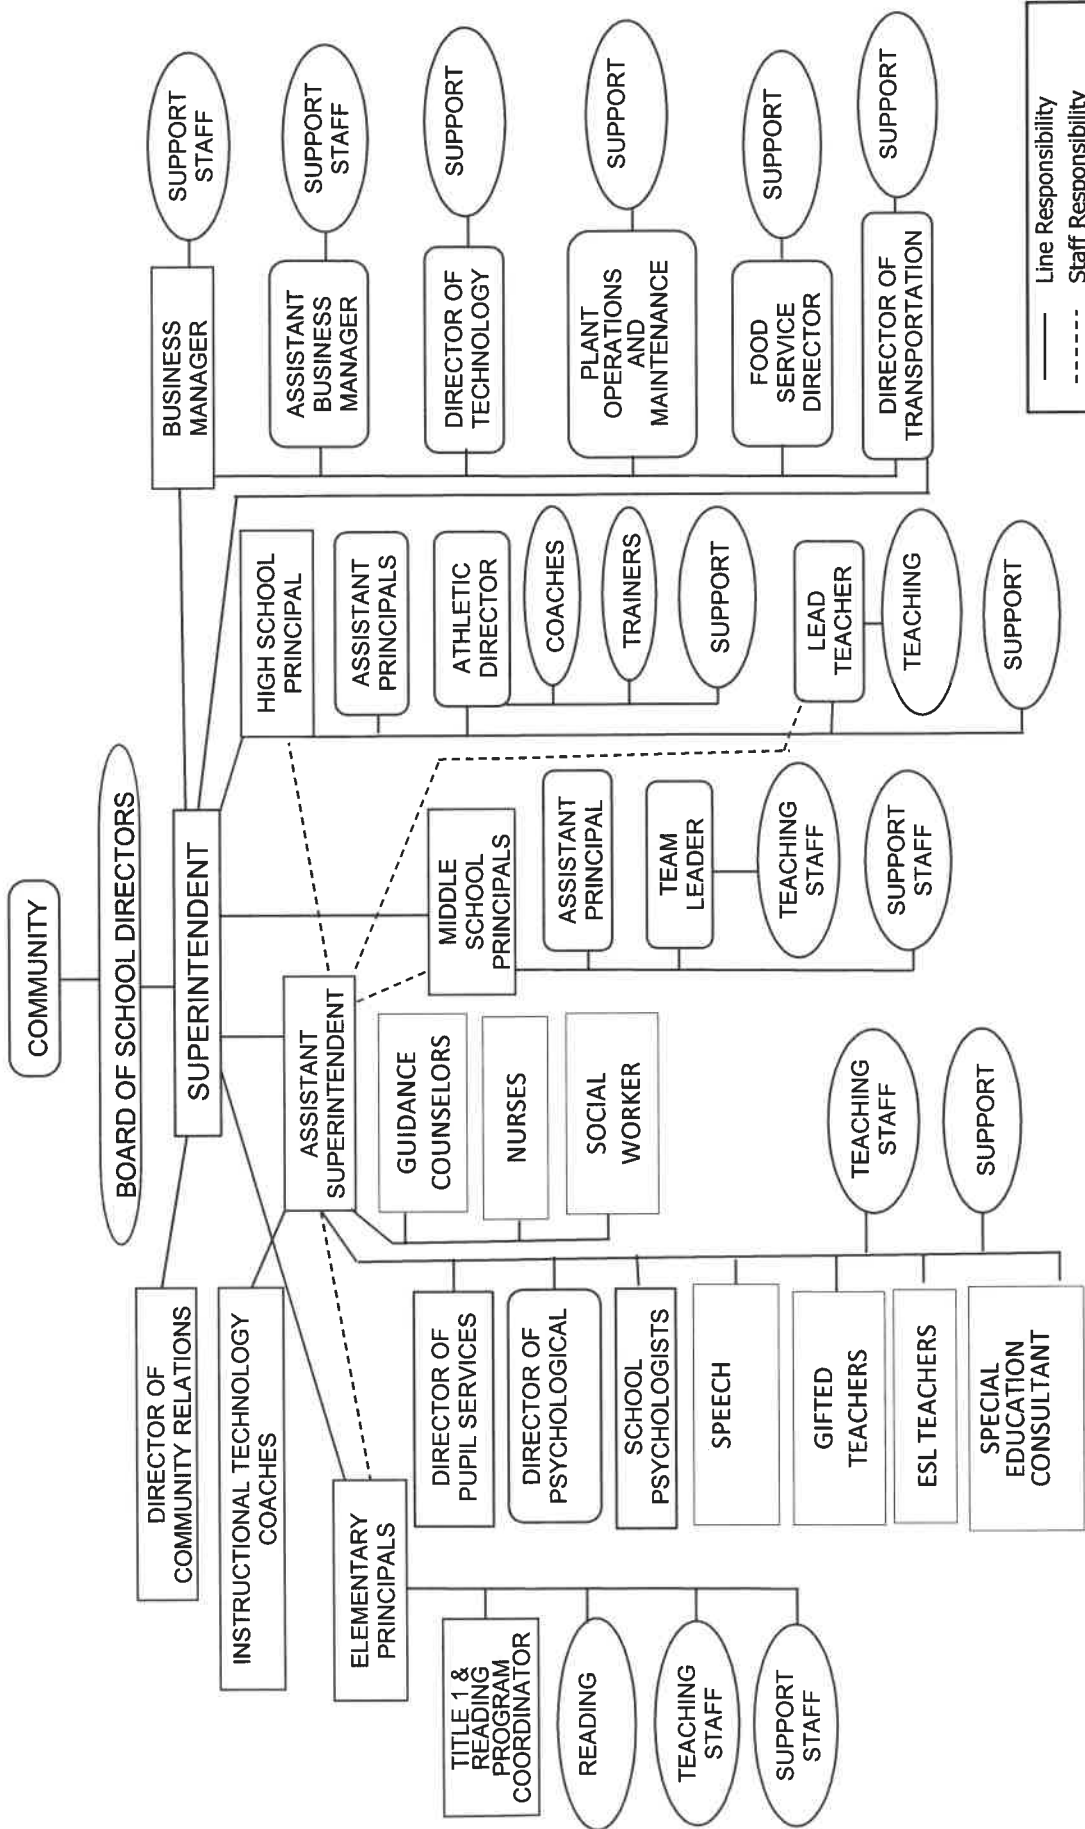 COMMUNITY
BOARD OF SCHOOL DIRECTORS
SUPERINTENDENT
DIRECTOR OF
COMMUNITY RELATIONS
INSTRUCTIONAL TECHNOLOGY
COACHES
ELEMENTARY
PRINCIPALS
TITLE 1 &
READING
PROGRAM
COORDINATOR
READING
TEACHING
STAFF
SUPPORT
STAFF
ASSISTANT
SUPERINTENDENT
DIRECTOR OF
PUPIL SERVICES
DIRECTOR OF
PSYCHOLOGICAL
SCHOOL
PSYCHOLOGISTS
SPEECH
GIFTED
TEACHERS
ESL TEACHERS
SPECIAL
EDUCATION
CONSULTANT
TEACHING
STAFF
SUPPORT
GUIDANCE
COUNSELORS
NURSES
SOCIAL
WORKER
MIDDLE
SCHOOL
PRINCIPALS
ASSISTANT
PRINCIPAL
TEAM
LEADER
TEACHING
STAFF
SUPPORT
STAFF
HIGH SCHOOL
PRINCIPAL
ASSISTANT
PRINCIPALS
ATHLETIC
DIRECTOR
COACHES
TRAINERS
SUPPORT
LEAD
TEACHER
TEACHING
SUPPORT
BUSINESS
MANAGER
SUPPORT
STAFF
ASSISTANT
BUSINESS
MANAGER
SUPPORT
STAFF
DIRECTOR OF
TECHNOLOGY
SUPPORT
PLANT
OPERATIONS
AND
MAINTENANCE
SUPPORT
FOOD
SERVICE
DIRECTOR
SUPPORT
DIRECTOR OF
TRANSPORTATION
SUPPORT
Line Responsibility
Staff Responsibility